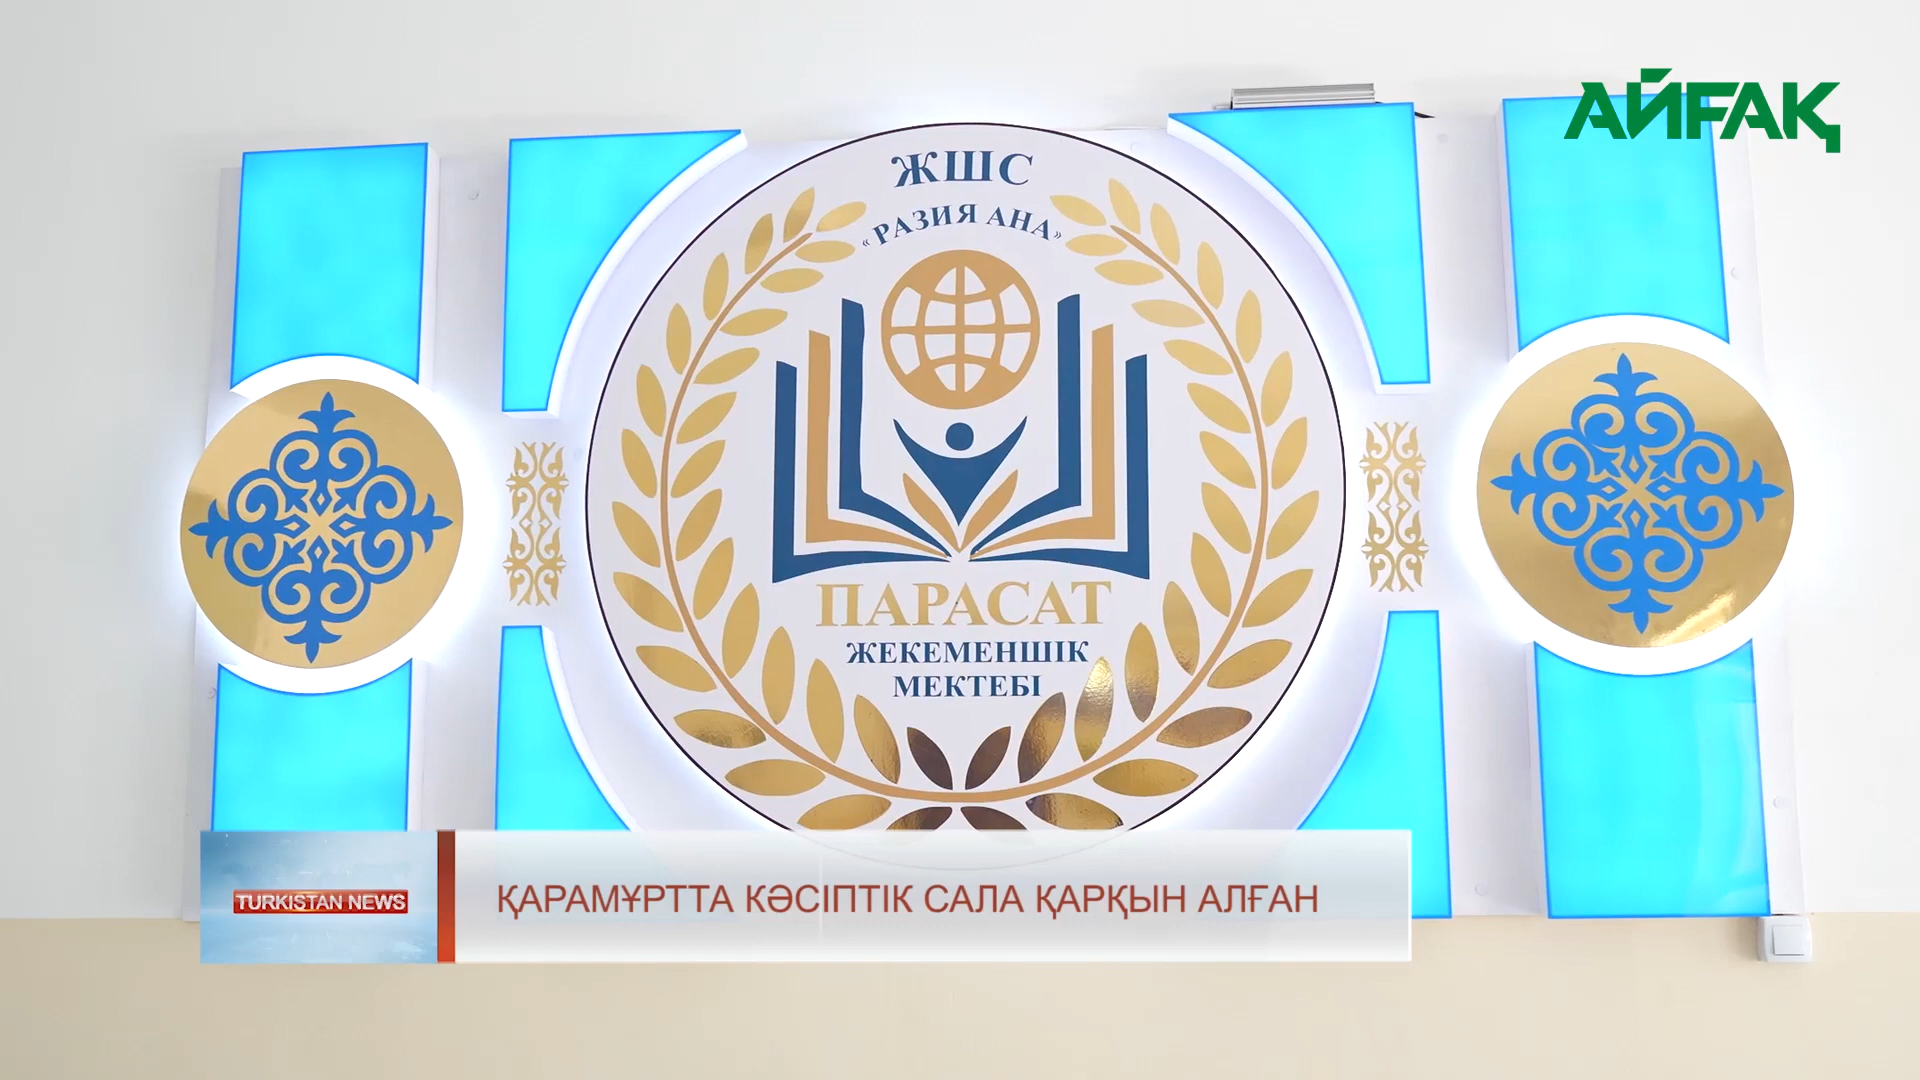 АЙҒАҚ
ЖШС
«РАЗИЯ АНА»
ПАРАСАТ
ЖЕКЕМЕНШІК
МЕКТЕБІ
TURKISTAN NEWS
ҚАРАМҰРТТА КӘСІПТІК САЛА ҚАРҚЫН АЛҒАН